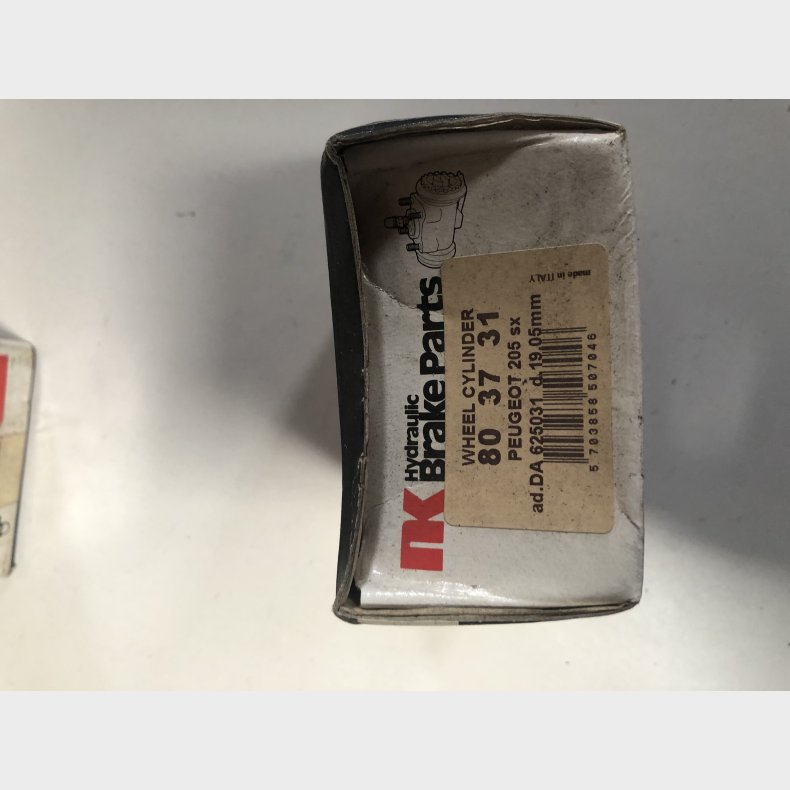 NK Hydraulic
Brake Parts
made in ITALY
WHEEL CYLINDER
80 37 31
PEUGEOT 205 sx
ad.DA 625031 d.19,05mm
5 703858 507046